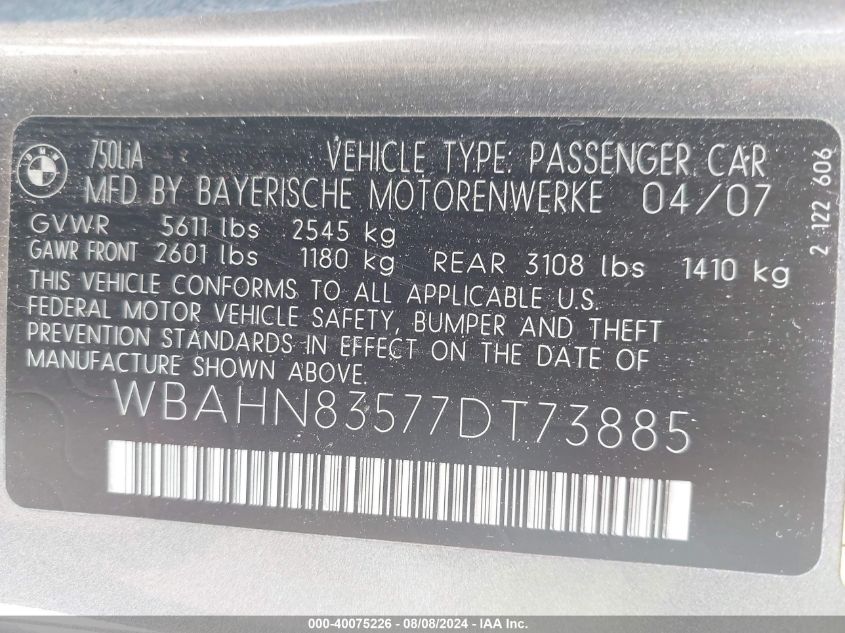 BMW 750LiA VEHICLE TYPE: PASSENGER CAR
MFD BY BAYERISCHE MOTORENWERKE 04/07
GVWR 5611 lbs 2545 kg
GAWR FRONT 2601 lbs 1180 kg REAR 3108 lbs 1410 kg
THIS VEHICLE CONFORMS TO ALL APPLICABLE U.S.
FEDERAL MOTOR VEHICLE SAFETY, BUMPER AND THEFT
PREVENTION STANDARDS IN EFFECT ON THE DATE OF
MANUFACTURE SHOWN ABOVE.
WBAHN83577DT73885
2 122 606
000-40075226 - 08/08/2024 - IAA Inc.